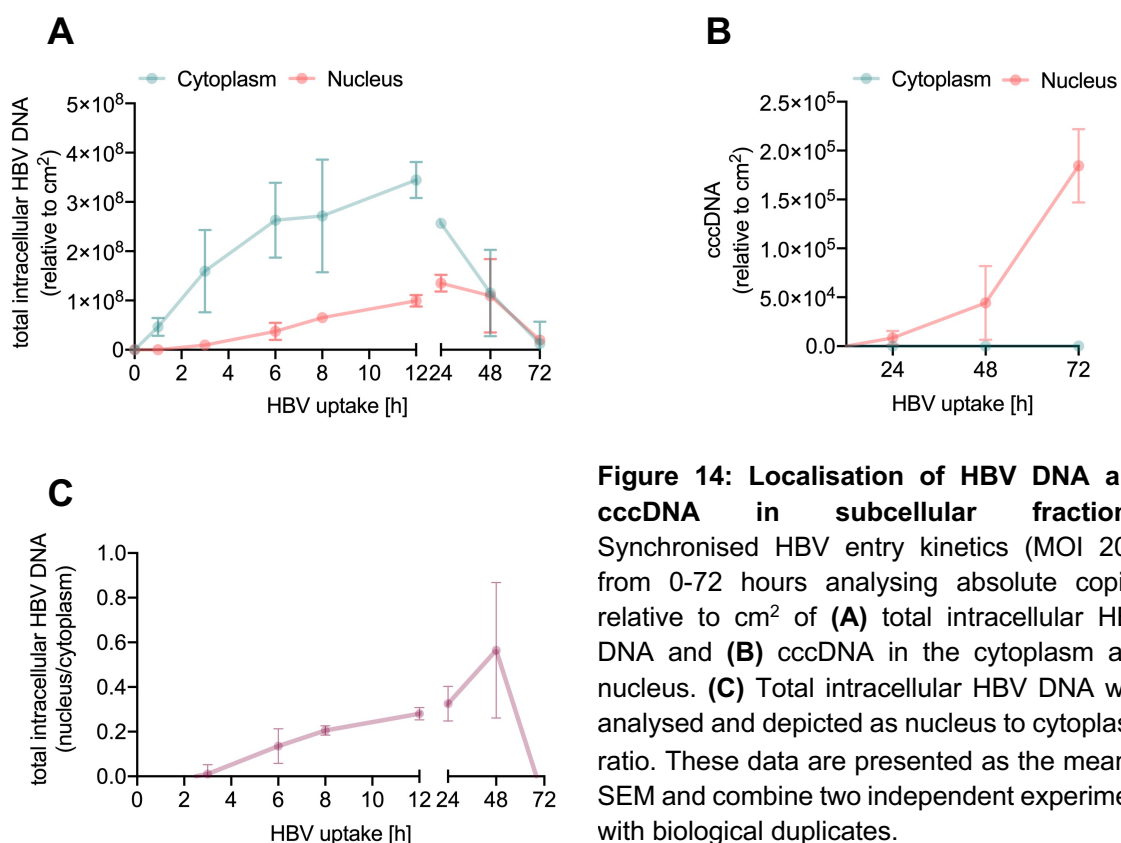 A
Cytoplasm Nucleus
total intracellular HBV DNA
(relative to cm²)
5×10⁸
4×10⁸
3×10⁸
2×10⁸
1×10⁸
0
0 2 4 6 8 10 12 24 48 72
HBV uptake [h]
B
Cytoplasm Nucleus
cccDNA
(relative to cm²)
2.5×10⁵
2.0×10⁵
1.5×10⁵
1.0×10⁵
5.0×10⁴
0.0
24 48 72
HBV uptake [h]
C
total intracellular HBV DNA
(nucleus/cytoplasm)
1.0
0.8
0.6
0.4
0.2
0.0
0 2 4 6 8 10 12 24 48 72
HBV uptake [h]
Figure 14: Localisation of HBV DNA
cccDNA in subcellular
Synchronised HBV entry kinetics (MOI
from 0-72 hours analysing absolute
relative to cm² of (A) total intracellular
DNA and (B) cccDNA in the cytoplasm
nucleus. (C) Total intracellular HBV DNA
analysed and depicted as nucleus to
ratio. These data are presented as the mean
SEM and combine two independent
with biological duplicates.